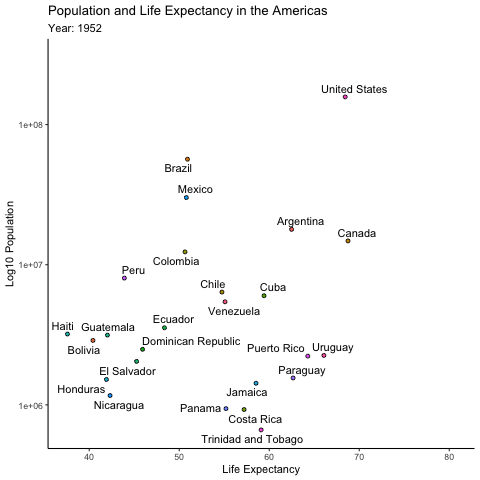 Population and Life Expectancy in the Americas
Year: 1952
United States
1e+08
Brazil
Mexico
Argentina
Canada
Colombia
1e+07
Peru
Chile
Cuba
Venezuela
Haiti
Guatemala
Ecuador
Dominican Republic
Bolivia
Puerto Rico
Uruguay
El Salvador
Paraguay
Honduras
Jamaica
Nicaragua
1e+06
Panama
Costa Rica
Trinidad and Tobago
40
50
60
70
80
Life Expectancy
Log10 Population